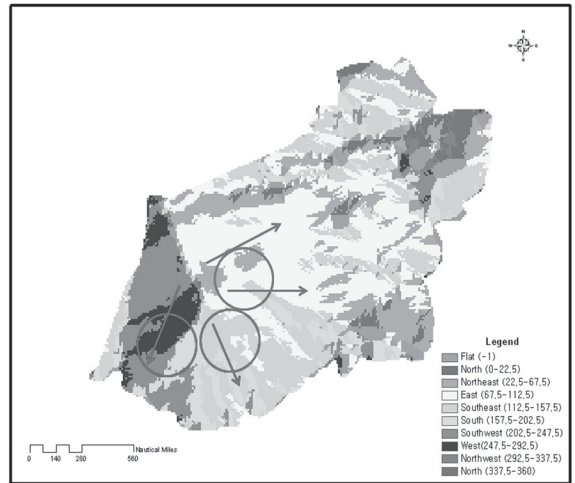 N
W E
S
Legend
Flat (-1)
North (0-22,5)
Northeast (22,5-67,5)
East (67,5-112,5)
Southeast (112,5-157,5)
South (157,5-202,5)
Southwest (202,5-247,5)
West(247,5-292,5)
Northwest (292,5-337,5)
North (337,5-360)
Nautical Miles
0 140 280 560